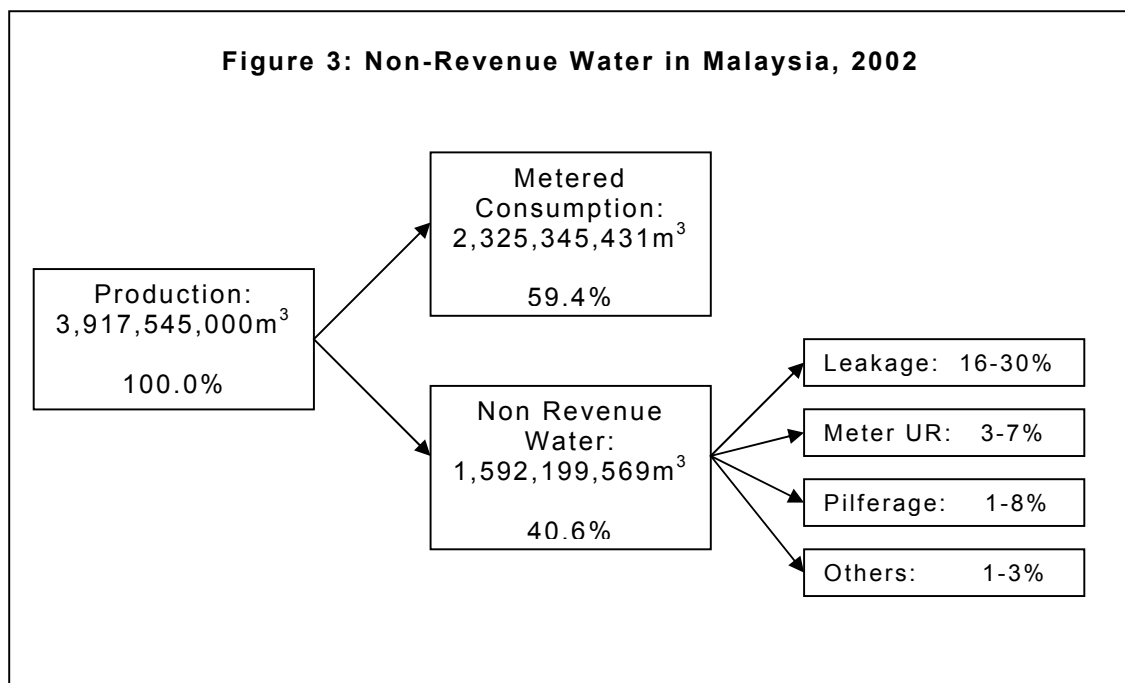 Figure 3: Non-Revenue Water in Malaysia, 2002
Production:
3,917,545,000m³
100.0%
Metered
Consumption:
2,325,345,431m³
59.4%
Non Revenue
Water:
1,592,199,569m³
40.6%
Leakage: 16-30%
Meter UR: 3-7%
Pilferage: 1-8%
Others: 1-3%